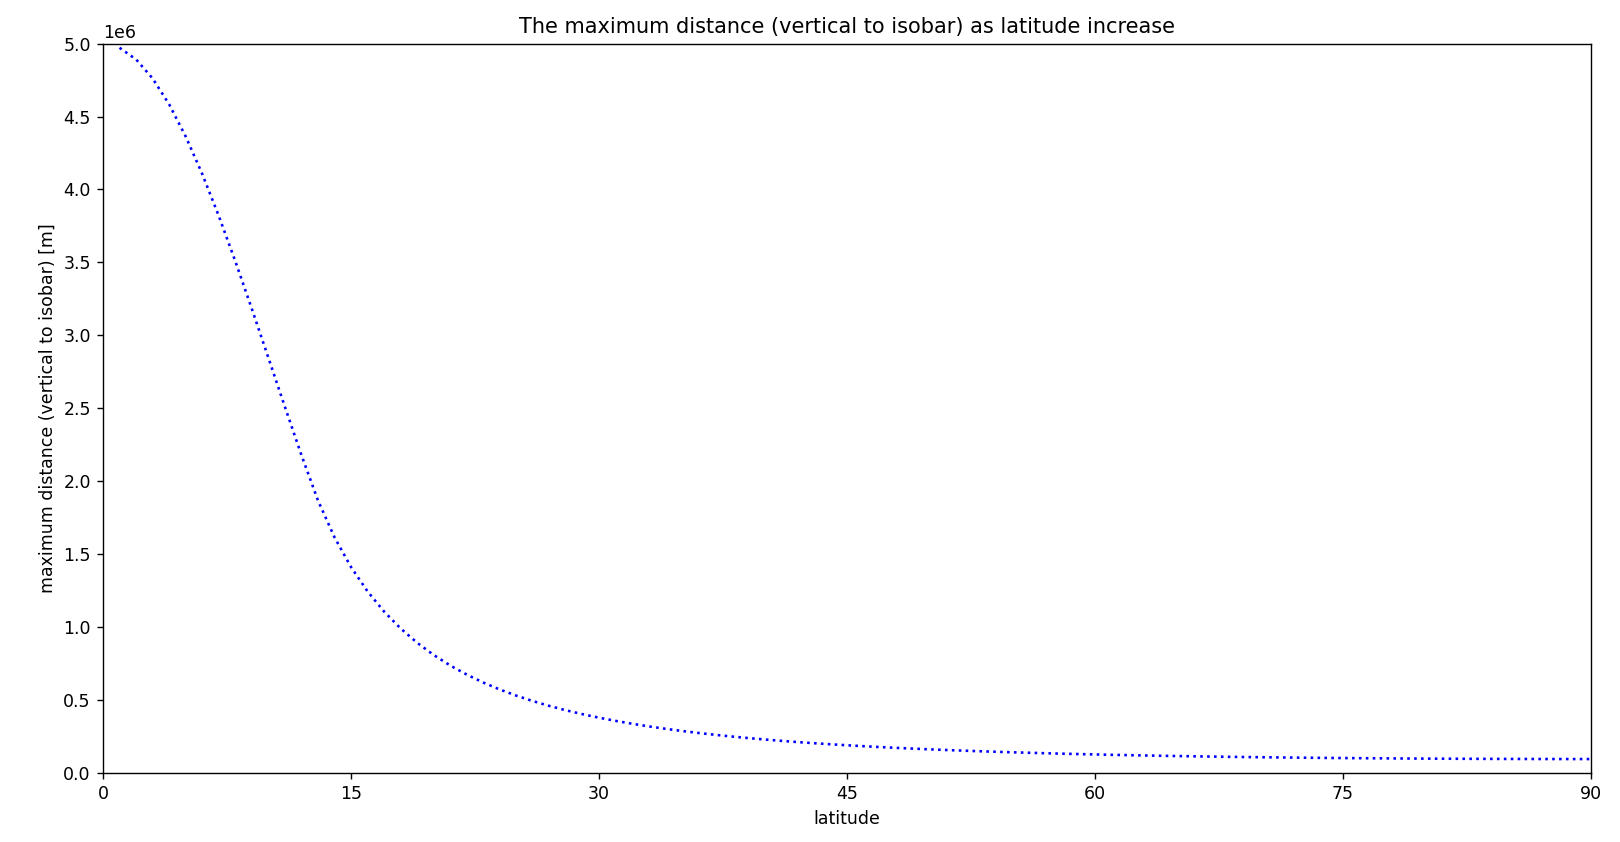 The maximum distance (vertical to isobar) as latitude increase
1e6
5.0
4.5
4.0
3.5
3.0
2.5
2.0
1.5
1.0
0.5
0.0
maximum distance (vertical to isobar) [m]
0 15 30 45 60 75 90
latitude